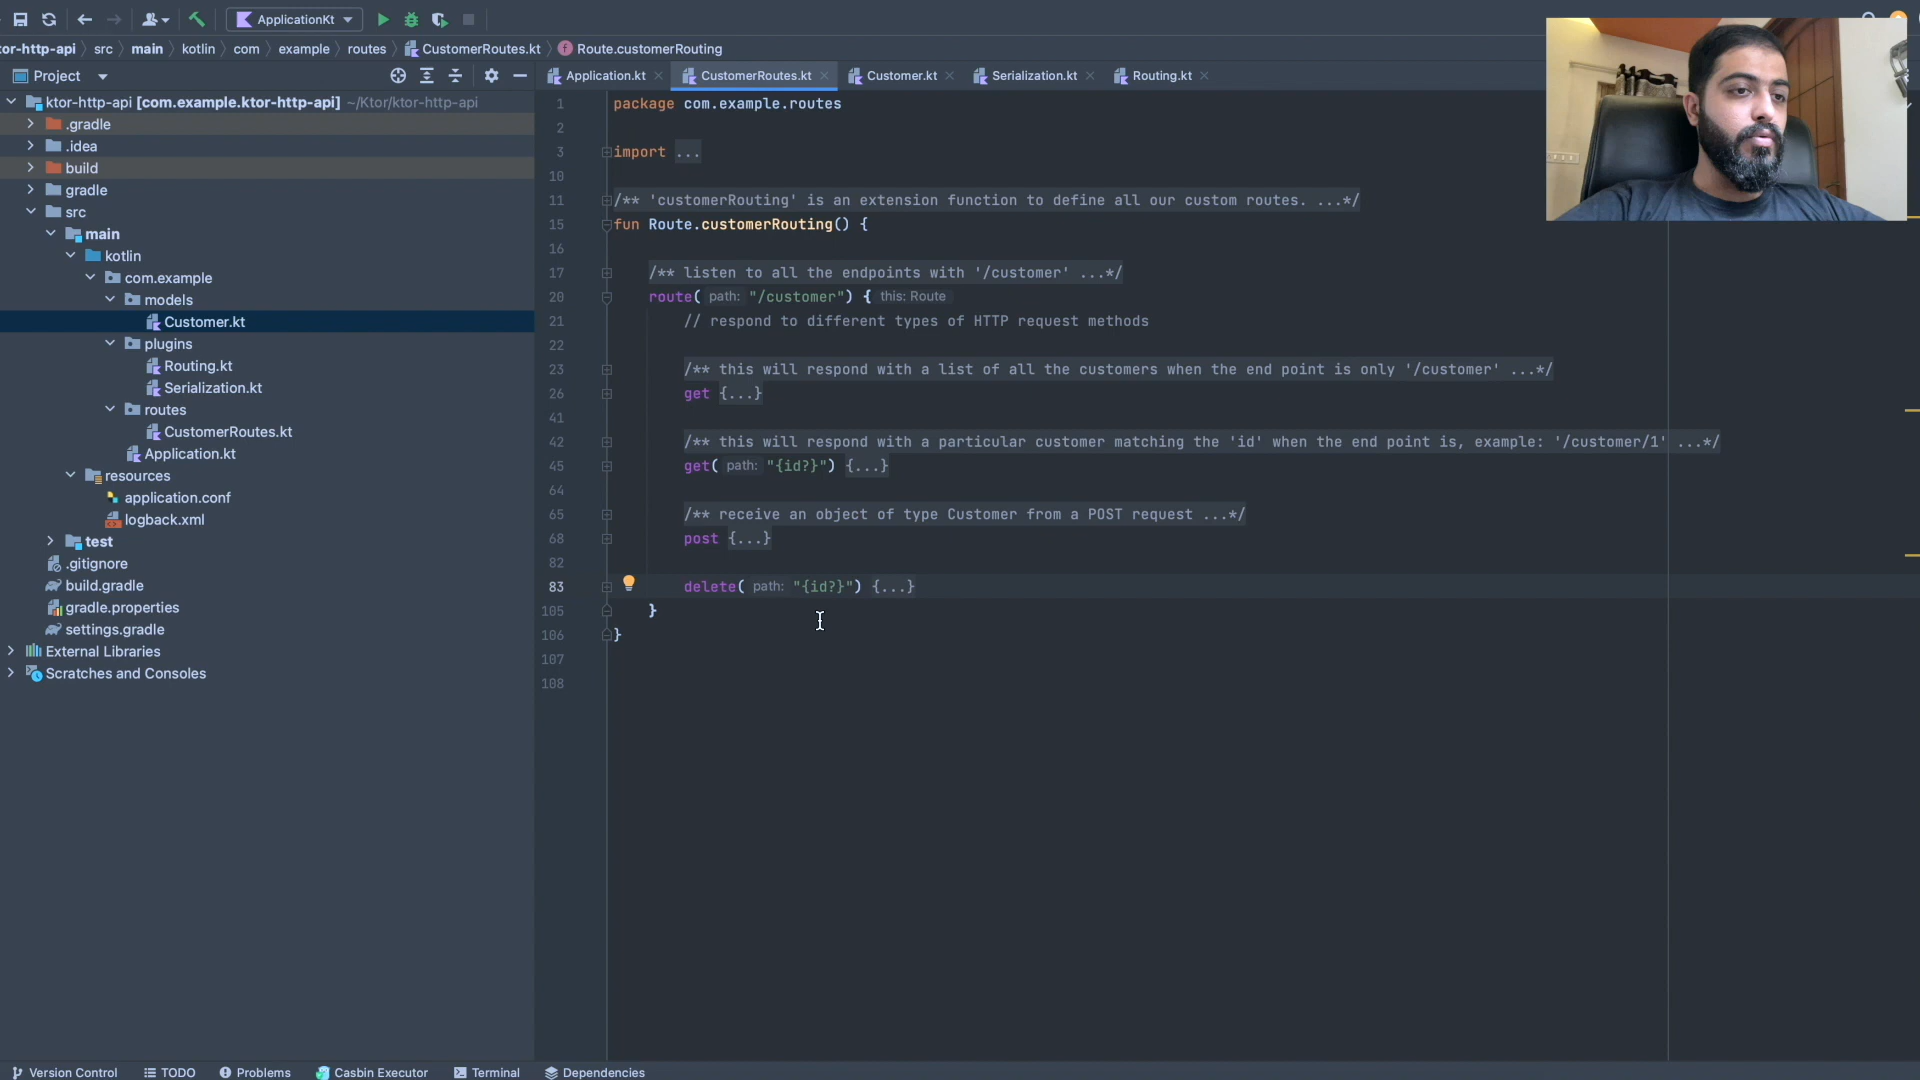 ApplicationKt
tor-http-api src main kotlin com example routes CustomerRoutes.kt Route.customerRouting
Project
Application.kt CustomerRoutes.kt Customer.kt Serialization.kt Routing.kt
ktor-http-api [com.example.ktor-http-api] ~/Ktor/ktor-http-api
.gradle
.idea
build
gradle
src
main
kotlin
com.example
models
Customer.kt
plugins
Routing.kt
Serialization.kt
routes
CustomerRoutes.kt
Application.kt
resources
application.conf
logback.xml
test
.gitignore
build.gradle
gradle.properties
settings.gradle
External Libraries
Scratches and Consoles
1 package com.example.routes
2
3 import ...
10
11 /** 'customerRouting' is an extension function to define all our custom routes. ...*/
15 fun Route.customerRouting() {
16
17 /** listen to all the endpoints with '/customer' ...*/
20 route( path: "/customer") { this: Route
21 // respond to different types of HTTP request methods
22
23 /** this will respond with a list of all the customers when the end point is only '/customer' ...*/
26 get {...}
41
42 /** this will respond with a particular customer matching the 'id' when the end point is, example: '/customer/1' ...*/
45 get( path: "{id?}") {...}
64
65 /** receive an object of type Customer from a POST request ...*/
68 post {...}
82
83 delete( path: "{id?}") {...}
105 }
106 }
107
108
Version Control TODO Problems Casbin Executor Terminal Dependencies